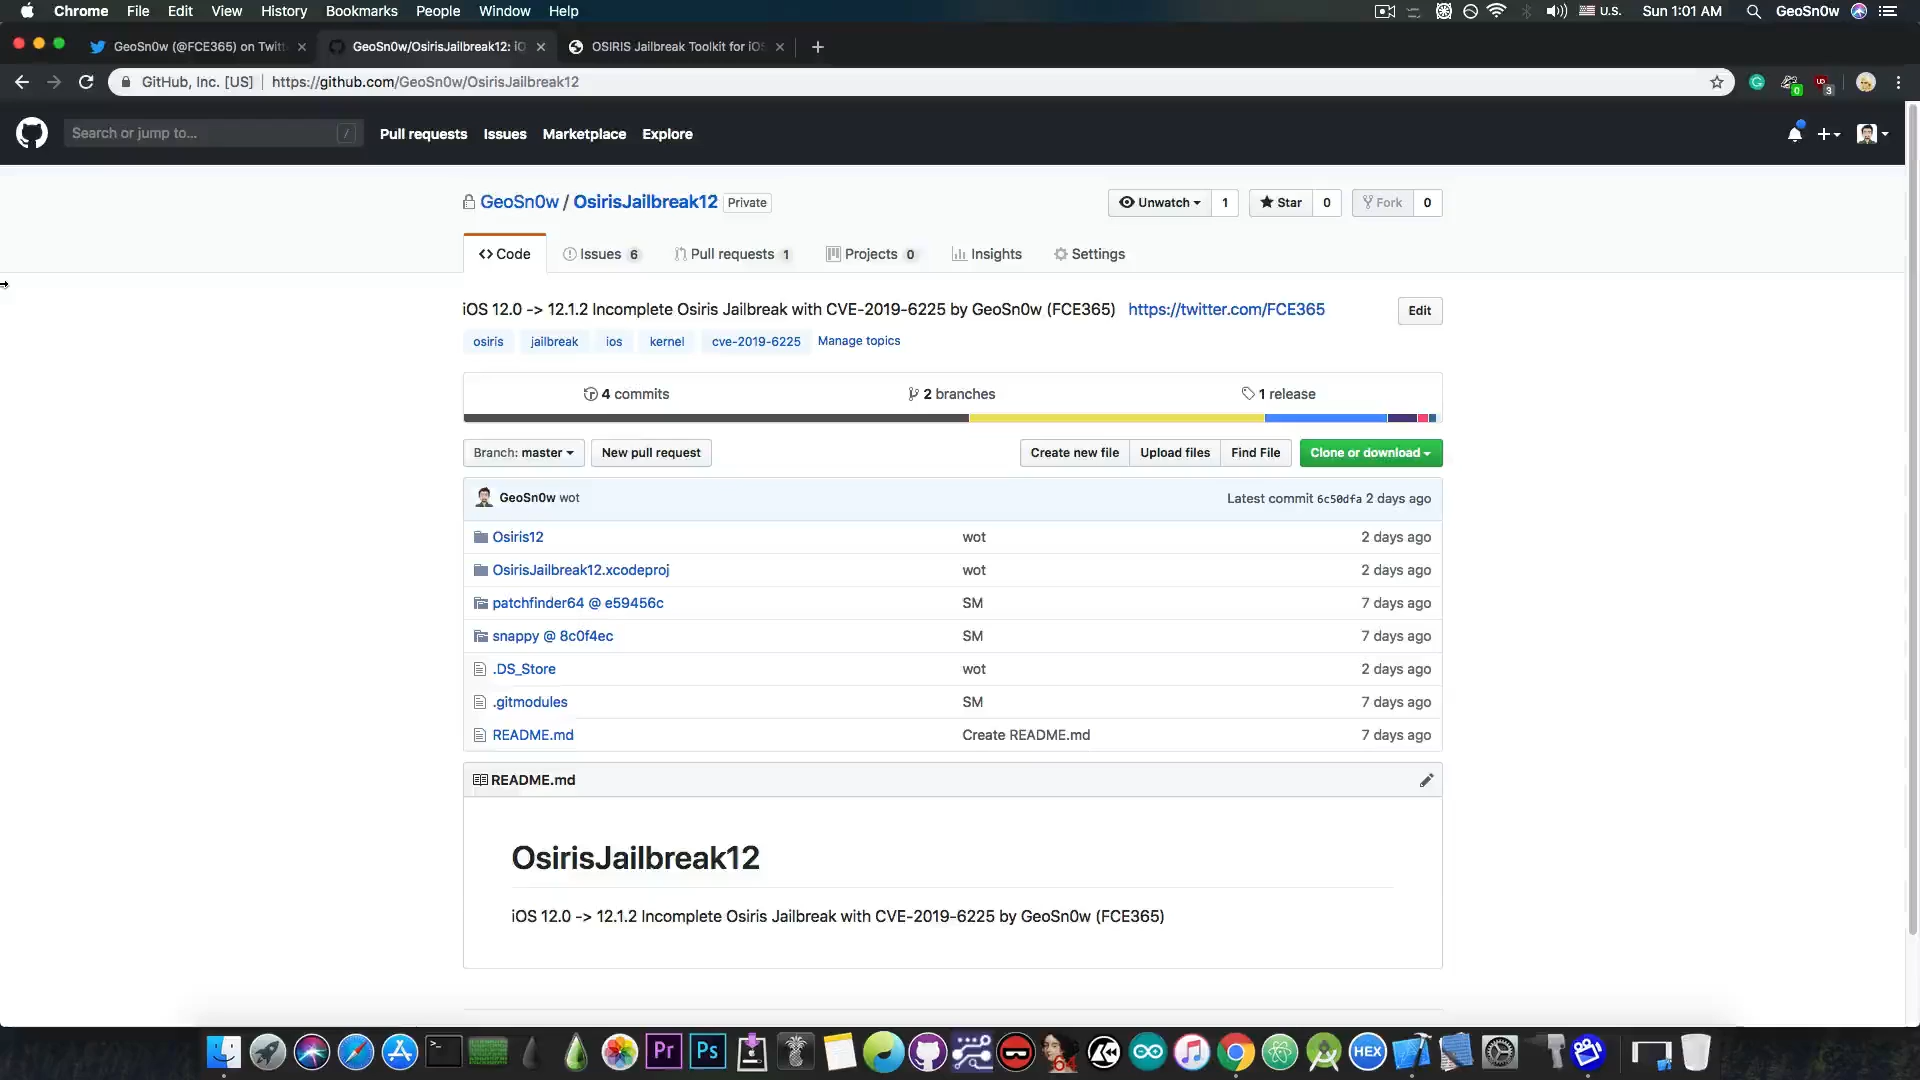 Chrome File Edit View History Bookmarks People Window Help U.S. Sun 1:01 AM GeoSn0w
GeoSn0w (@FCE365) on Twitt GeoSn0w/OsirisJailbreak12: iO OSIRIS Jailbreak Toolkit for iOS
GitHub, Inc. [US] https://github.com/GeoSn0w/OsirisJailbreak12 0 UD 3
Search or jump to... / Pull requests Issues Marketplace Explore
GeoSn0w / OsirisJailbreak12 Private Unwatch 1 Star 0 Fork 0
Code Issues 6 Pull requests 1 Projects 0 Insights Settings
iOS 12.0 -> 12.1.2 Incomplete Osiris Jailbreak with CVE-2019-6225 by GeoSn0w (FCE365) https://twitter.com/FCE365 Edit
osiris jailbreak ios kernel cve-2019-6225 Manage topics
4 commits 2 branches 1 release
Branch: master New pull request Create new file Upload files Find File Clone or download
GeoSn0w wot Latest commit 6c50dfa 2 days ago
Osiris12 wot 2 days ago
OsirisJailbreak12.xcodeproj wot 2 days ago
patchfinder64 @ e59456c SM 7 days ago
snappy @ 8c0f4ec SM 7 days ago
.DS_Store wot 2 days ago
.gitmodules SM 7 days ago
README.md Create README.md 7 days ago
README.md
OsirisJailbreak12
iOS 12.0 -> 12.1.2 Incomplete Osiris Jailbreak with CVE-2019-6225 by GeoSn0w (FCE365)
Pr Ps 64 HEX